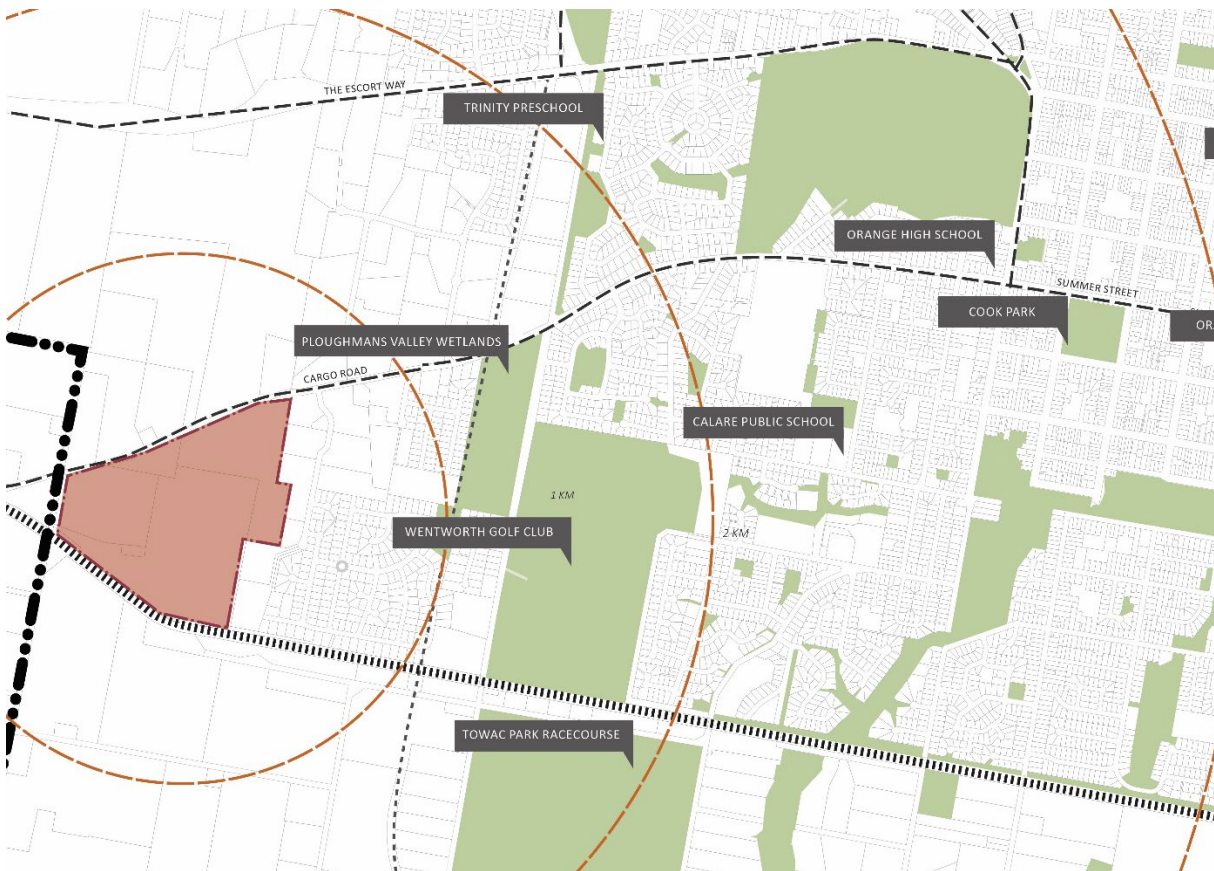 THE ESCORT WAY
TRINITY PRESCHOOL
ORANGE HIGH SCHOOL
SUMMER STREET
COOK PARK
OR
PLOUGHMANS VALLEY WETLANDS
CARGO ROAD
CALARE PUBLIC SCHOOL
1 KM
WENTWORTH GOLF CLUB
2 KM
TOWAC PARK RACECOURSE